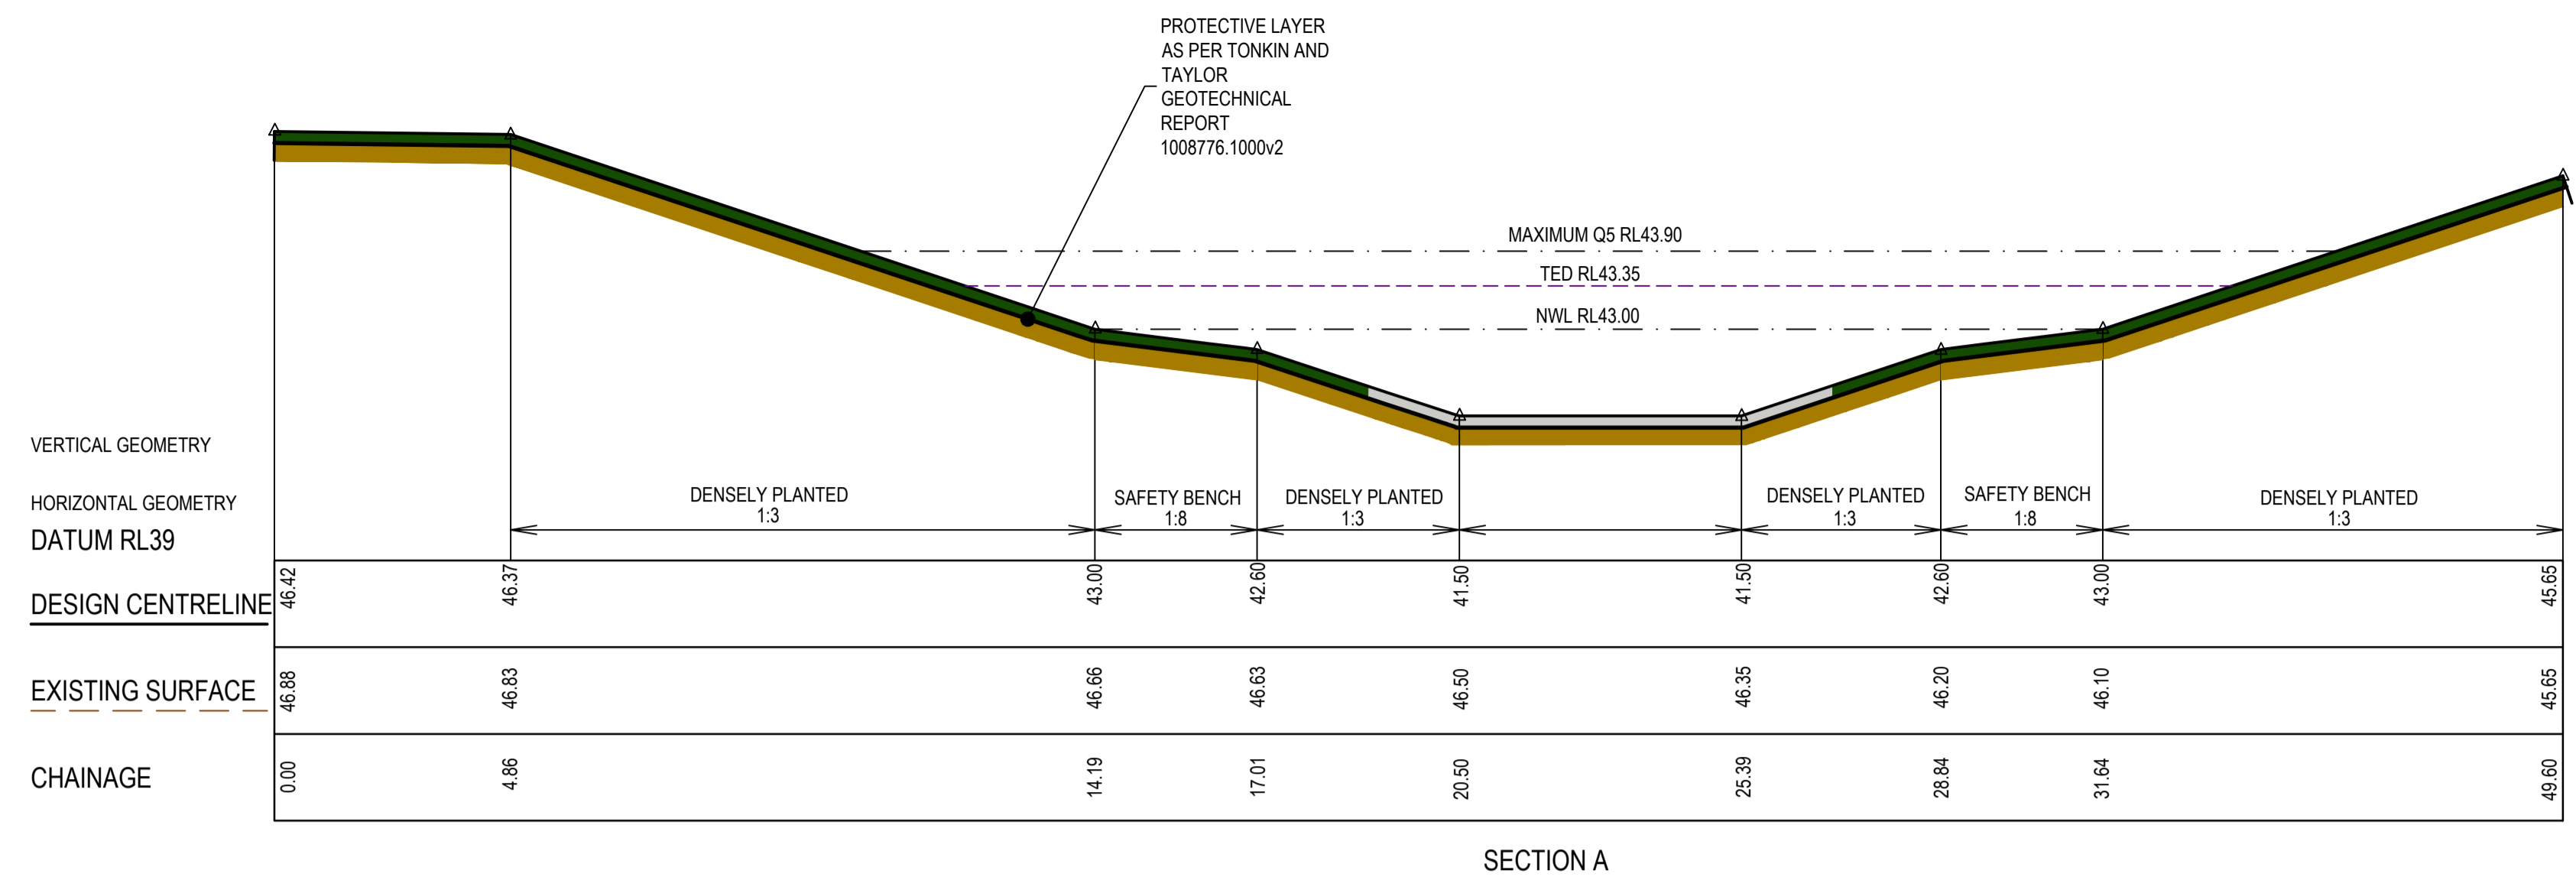 PROTECTIVE LAYER
AS PER TONKIN AND
TAYLOR
GEOTECHNICAL
REPORT
1008776.1000v2
MAXIMUM Q5 RL43.90
TED RL43.35
NWL RL43.00
VERTICAL GEOMETRY
HORIZONTAL GEOMETRY
DATUM RL39
DENSELY PLANTED
1:3
SAFETY BENCH
1:8
DENSELY PLANTED
1:3
DENSELY PLANTED
1:3
SAFETY BENCH
1:8
DENSELY PLANTED
1:3
DESIGN CENTRELINE 46.42 46.37 43.00 42.60 41.50 41.50 42.60 43.00 45.65
EXISTING SURFACE 46.88 46.83 46.66 46.63 46.50 46.35 46.20 46.10 45.65
CHAINAGE 0.00 4.86 14.19 17.01 20.50 25.39 28.84 31.64 49.60
SECTION A